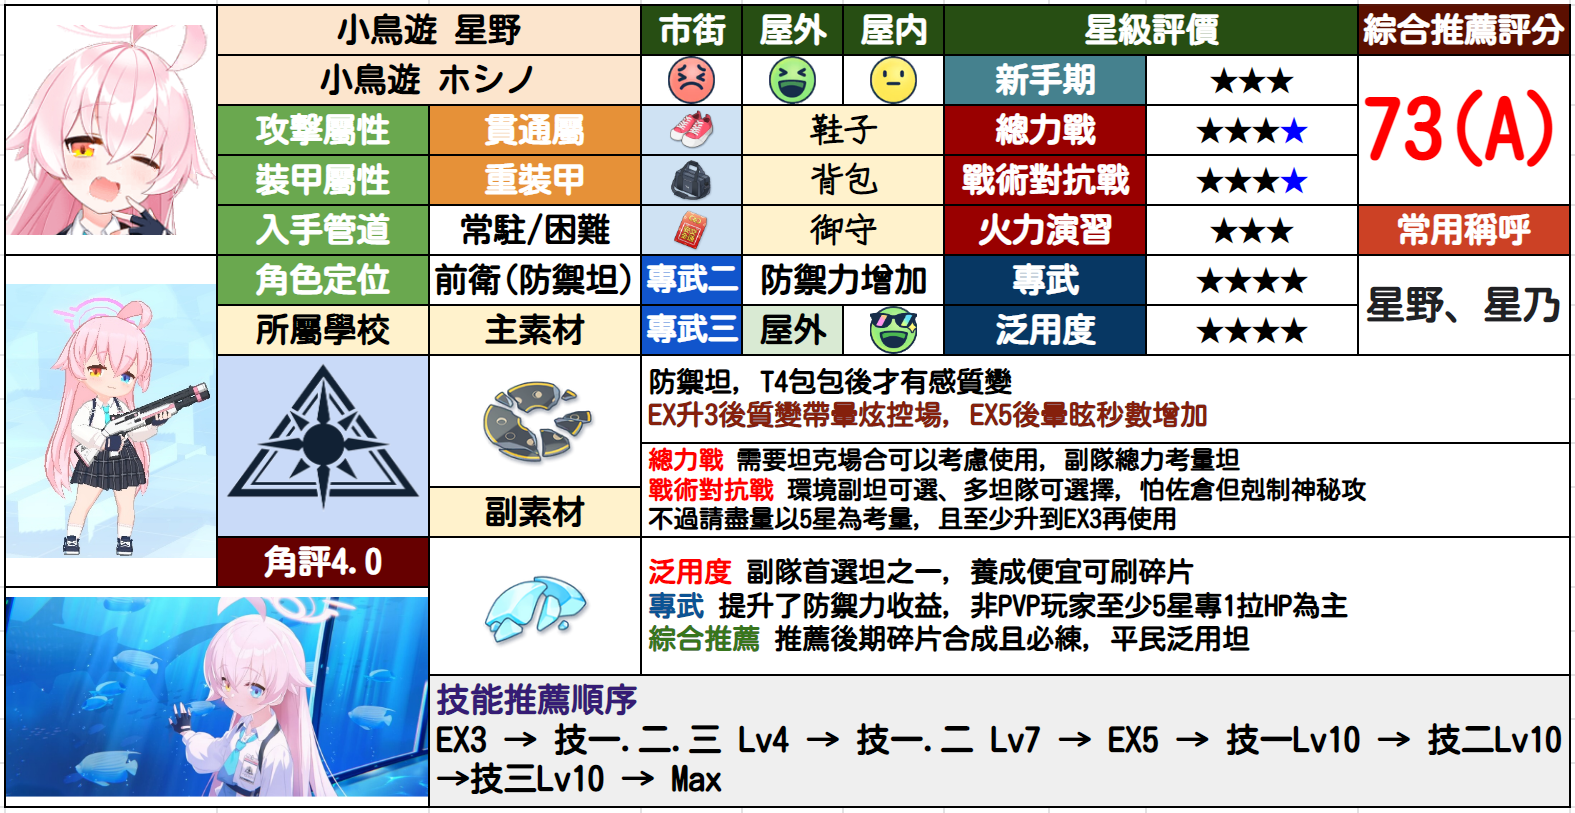 小鳥遊 星野
市街
屋外
屋内
星級評價
綜合推薦評分
小鳥遊 ホシノ
新手期
★★★
73(A)
攻擊屬性
貫通屬
鞋子
總力戰
★★★★
裝甲屬性
重裝甲
背包
戰術對抗戰
★★★★
入手管道
常駐/困難
御守
火力演習
★★★
常用稱呼
角色定位
前衛(防禦坦)
專武二
防禦力增加
專武
★★★★
星野、星乃
所屬學校
主素材
專武三
屋外
泛用度
★★★★
防禦坦, T4包包後才有感質變
EX升3後質變帶暈炫控場, EX5後暈眩秒數增加
總力戰 需要坦克場合可以考慮使用, 副隊總力考量坦
戰術對抗戰 環境副坦可選、多坦隊可選擇, 怕佐倉但剋制神秘攻
不過請盡量以5星為考量, 且至少升到EX3再使用
副素材
角評4.0
泛用度 副隊首選坦之一, 養成便宜可刷碎片
專武 提升了防禦力收益, 非PVP玩家至少5星專1拉HP為主
綜合推薦 推薦後期碎片合成且必練, 平民泛用坦
技能推薦順序
EX3 → 技一.二.三 Lv4 → 技一.二 Lv7 → EX5 → 技一Lv10 → 技二Lv10
→技三Lv10 → Max